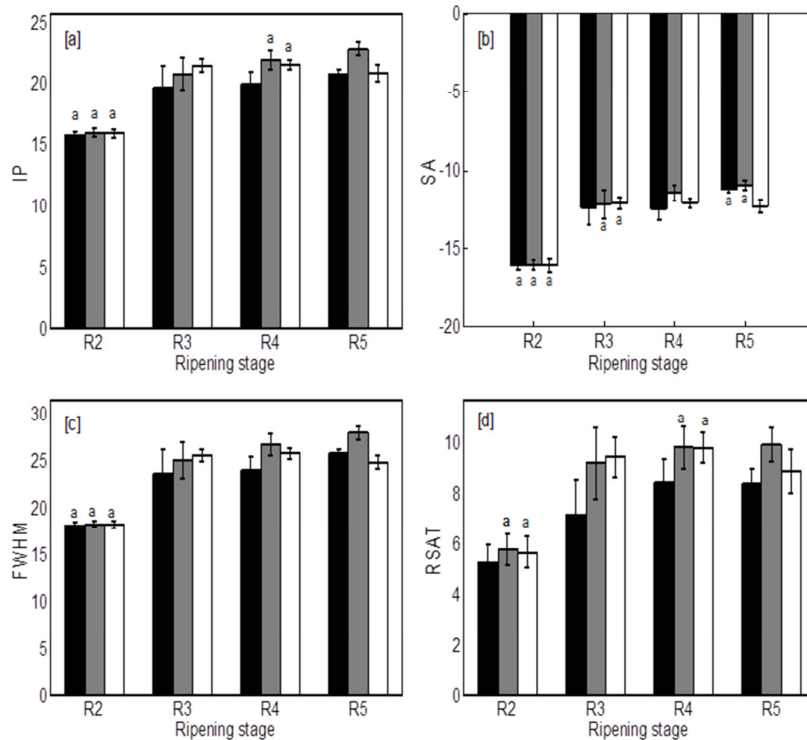 [a]
25
20
15
10
5
0
IP
a a a
a a
R2 R3 R4 R5
Ripening stage
[b]
0
-5
-10
-15
-20
SA
a a a
a a
a a
R2 R3 R4 R5
Ripening stage
[c]
30
25
20
15
10
5
0
FWHM
a a a
R2 R3 R4 R5
Ripening stage
[d]
10
8
6
4
2
0
RSAT
a a
a a
R2 R3 R4 R5
Ripening stage